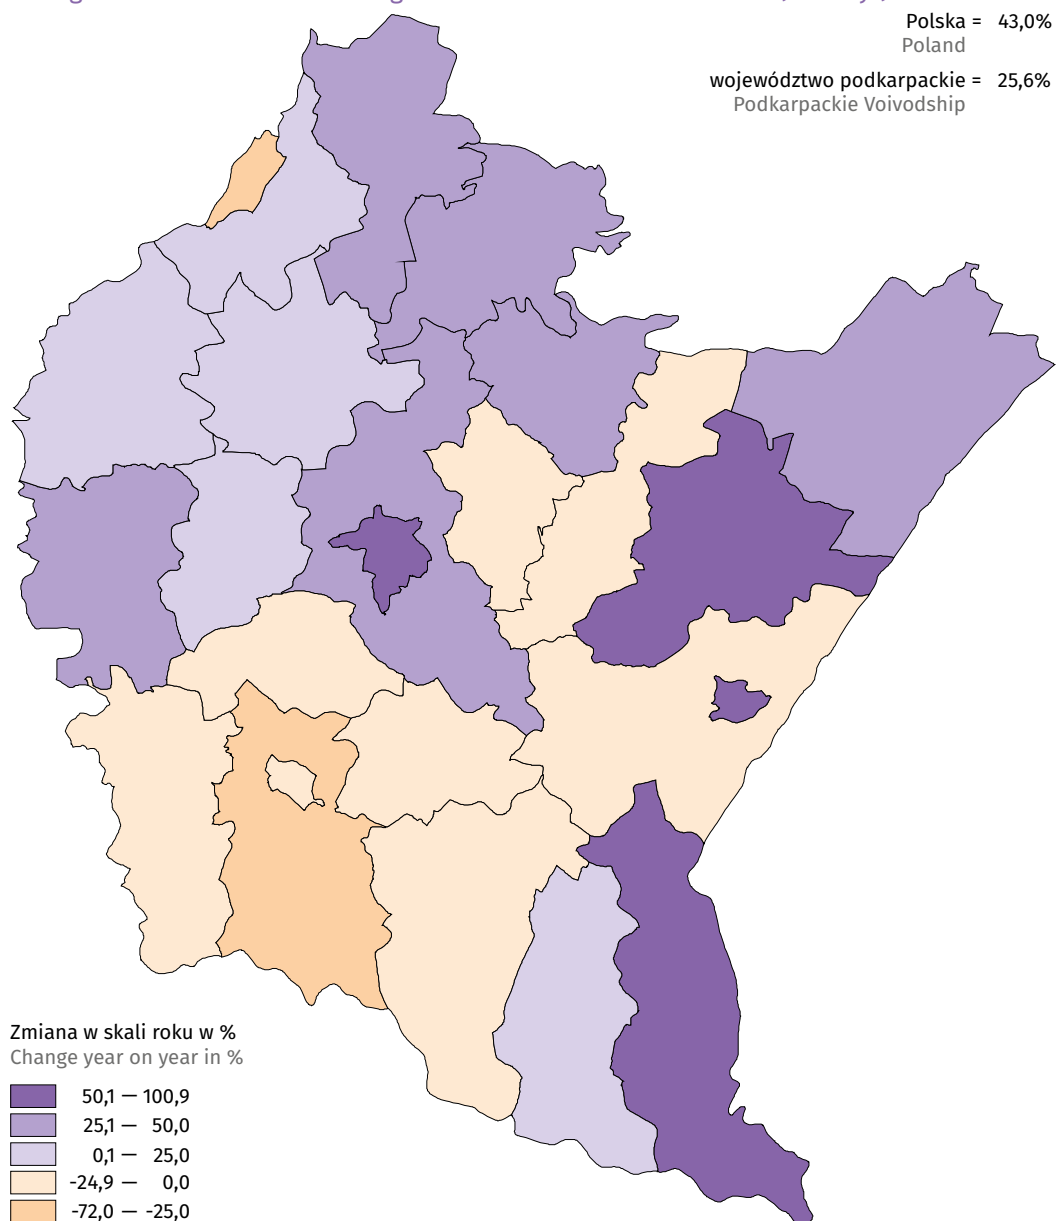 Polska = 43,0%
Poland
województwo podkarpackie = 25,6%
Podkarpackie Voivodship
Zmiana w skali roku w %
Change year on year in %
50,1 — 100,9
25,1 — 50,0
0,1 — 25,0
-24,9 — 0,0
-72,0 — -25,0